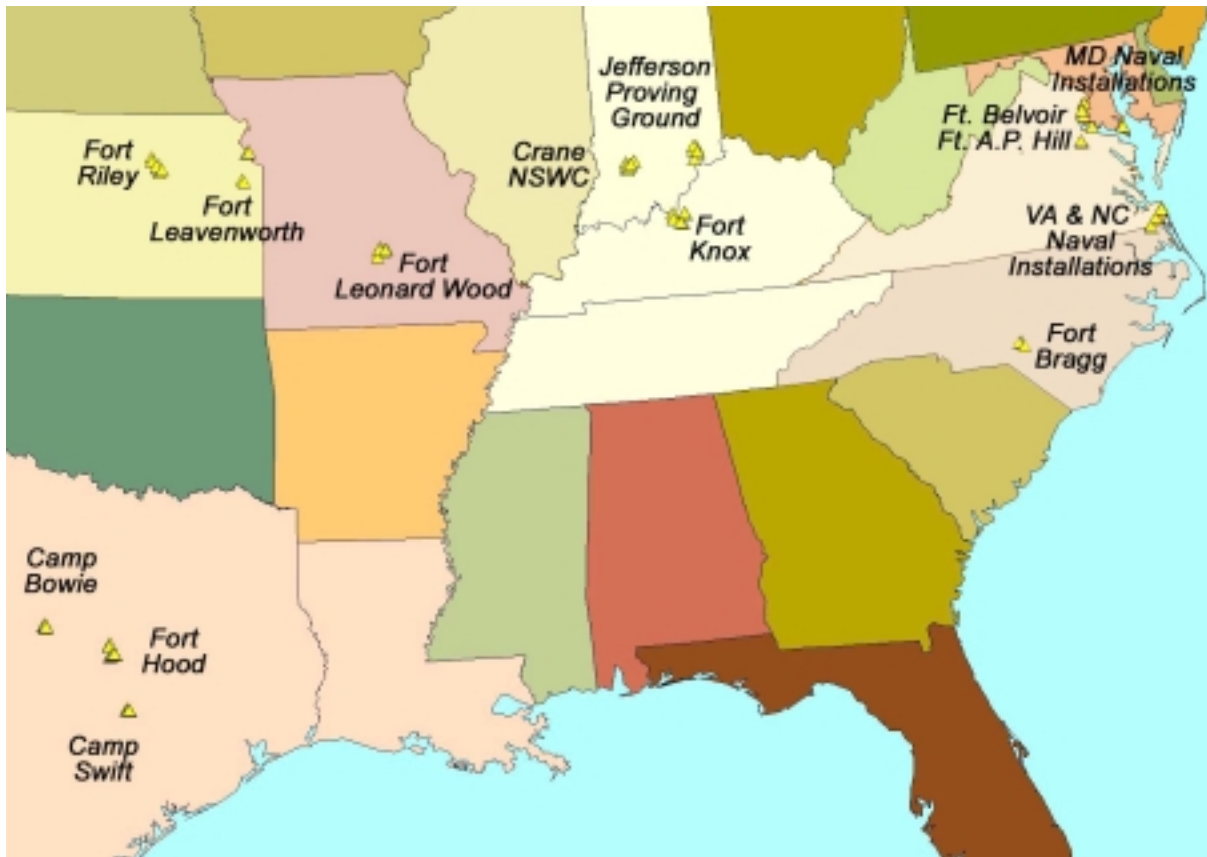 MD Naval
Installations
Jefferson
Proving
Ground
Ft. Belvoir
Ft. A.P. Hill
Fort
Riley
Crane
NSWC
Fort
Leavenworth
VA & NC
Naval
Installations
Fort
Knox
Fort
Leonard Wood
Fort
Bragg
Camp
Bowie
Fort
Hood
Camp
Swift